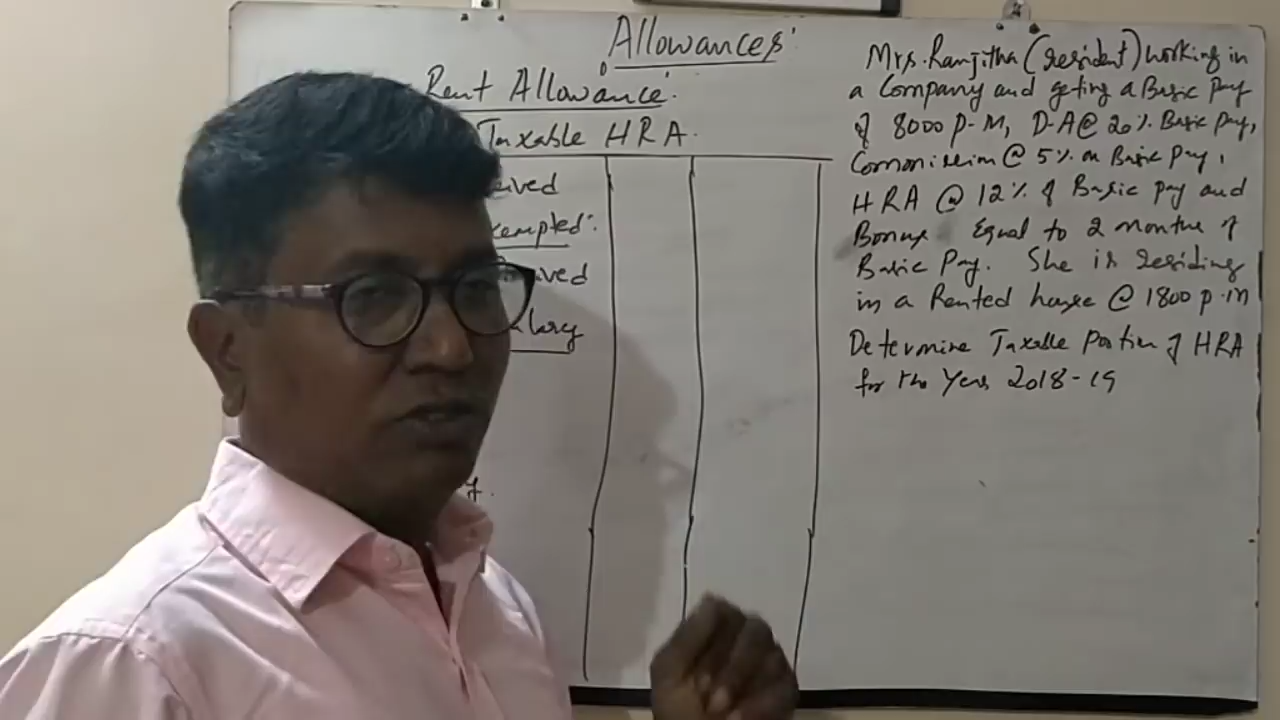 Allowances:
Rent Allowance:
Taxable HRA.
salary
Mrs. Ranjitha (resident) working in
a Company and geting a Basic pay
of 8000 P.M, D.A @ 20% Basic pay,
Commission @ 5% on Basic pay,
HRA @ 12% of Basic pay and
Bonus Equal to 2 months of
Basic Pay. She is residing
in a Rented house @ 1800 p.m
Determine Taxable Portion of HRA
for the Year 2018-19